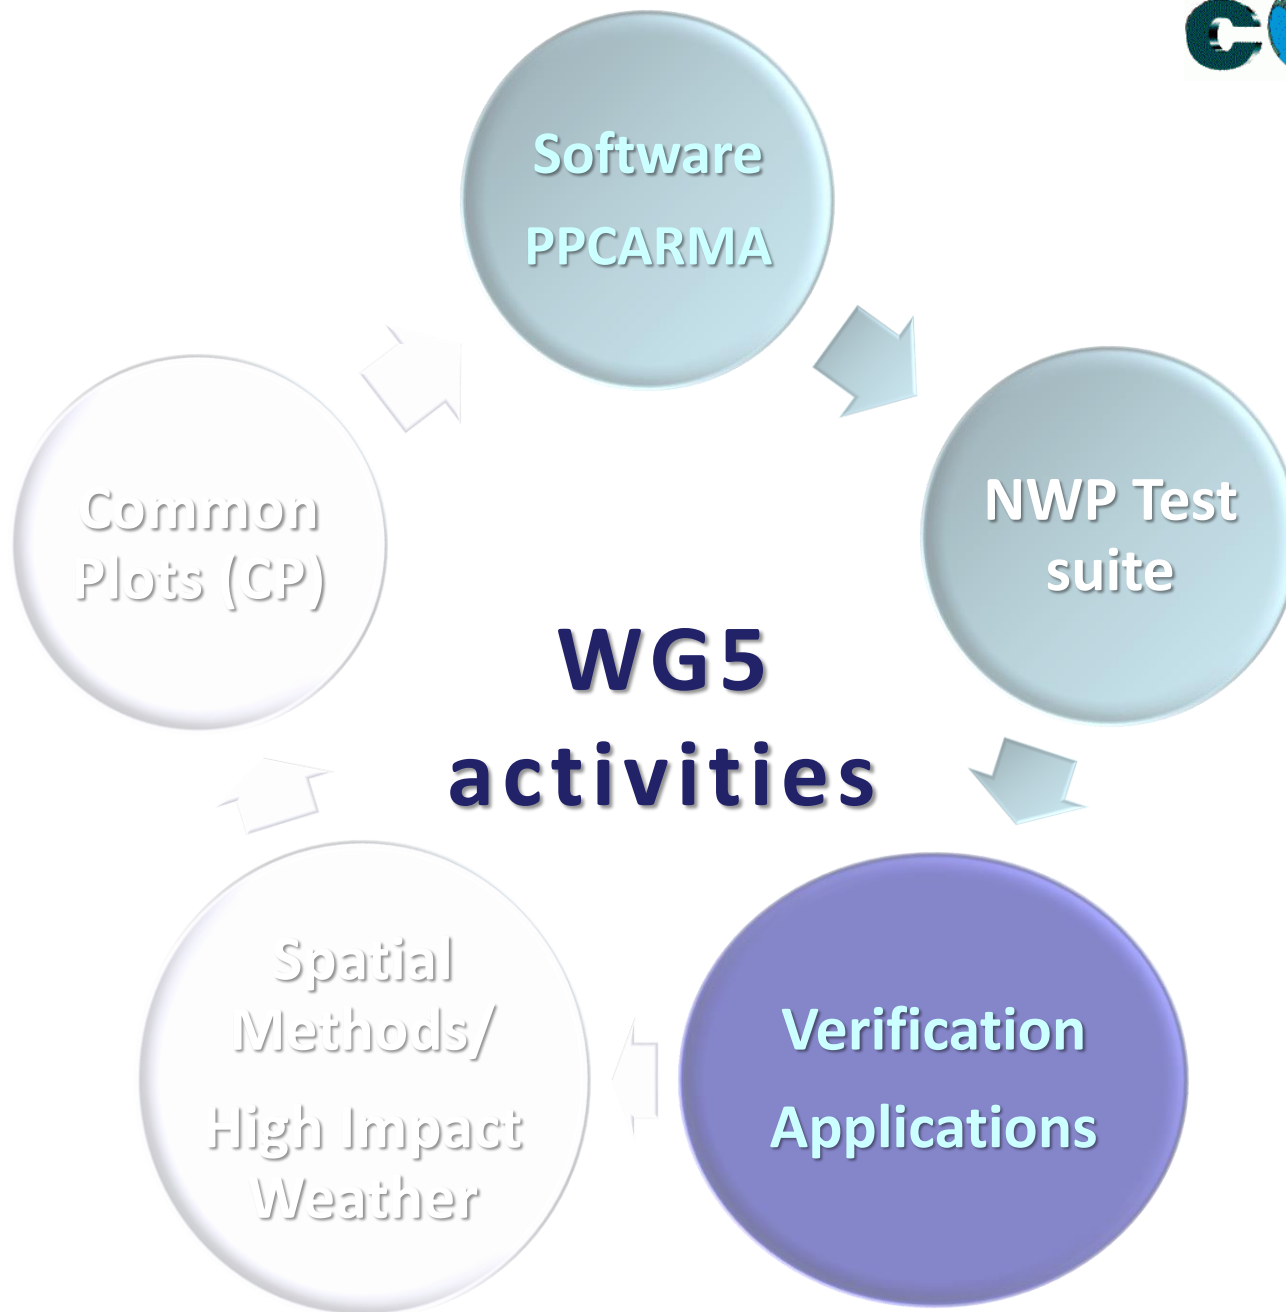 Software
PPCARMA
NWP Test
suite
Common
Plots (CP)
WG5
activities
Spatial
Methods/
High Impact
Weather
Verification
Applications